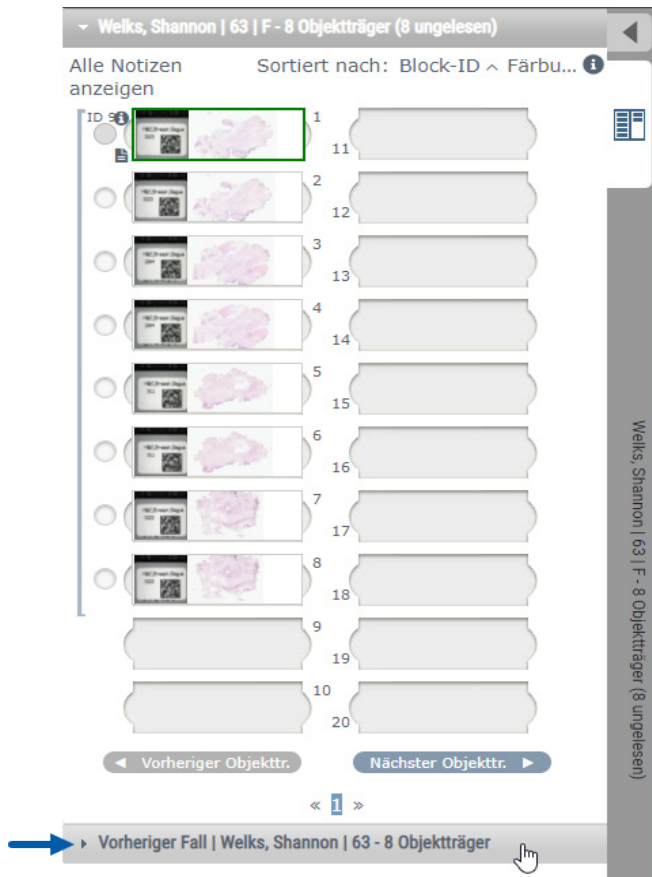 Welks, Shannon | 63 | F - 8 Objektträger (8 ungelesen)
Alle Notizen anzeigen
Sortiert nach: Block-ID ^ Färbu...
ID
1
2
3
4
5
6
7
8
9
10
11
12
13
14
15
16
17
18
19
20
Vorheriger Objekttr.
Nächster Objekttr.
« 1 »
Vorheriger Fall | Welks, Shannon | 63 - 8 Objektträger
Welks, Shannon | 63 | F - 8 Objektträger (8 ungelesen)